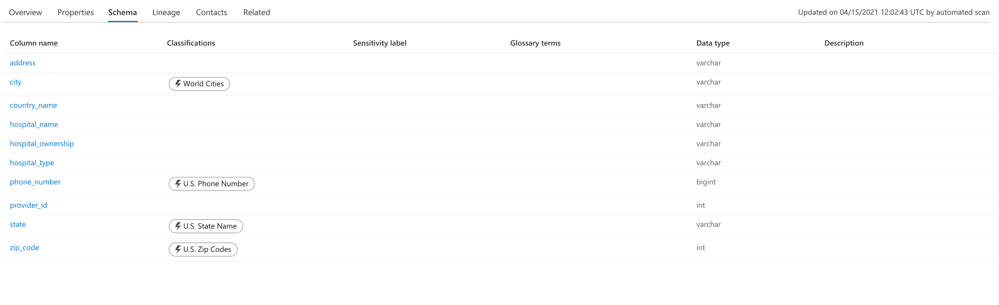 Overview Properties Schema Lineage Contacts Related Updated on 04/15/2021 12:02:43 UTC by automated scan
Column name Classifications Sensitivity label Glossary terms Data type Description
address varchar
city World Cities varchar
country_name varchar
hospital_name varchar
hospital_ownership varchar
hospital_type varchar
phone_number U.S. Phone Number bigint
provider_id int
state U.S. State Name varchar
zip_code U.S. Zip Codes int